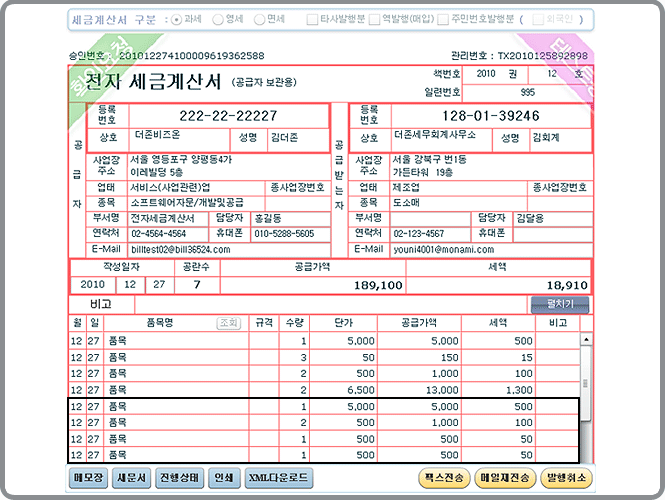 세금계산서 구분 : 과세 영세 면세 타사발행분 역발행(매입) 주민번호발행분 ( 외국인 )
승인번호 : 20101227410000961936​2588 관리번호 : TX2010125892898
전자 세금계산서 (공급자 보관용) 책번호 2010 권 12 호
일련번호 995
공급자 등록번호 222-22-22227 공급받는자 등록번호 128-01-39246
상호 더존비즈온 성명 김더존 상호 더존세무회계사무소 성명 김회계
사업장주소 서울 영등포구 양평동4가 이레빌딩 5층 사업장주소 서울 강북구 번1동 가든타워 19층
업태 서비스(사업관련)업 종사업장번호 업태 제조업 종사업장번호
종목 소프트웨어자문/개발및공급 종목 도소매
부서명 전자세금계산서 담당자 홍길동 부서명 담당자 김달용
연락처 02-4564-4564 휴대폰 010-5288-5605 연락처 02-123-4567 휴대폰
E-Mail billtest02@bill36524.com E-Mail youni4001@monami.com
작성일자 공란수 공급가액 세액
2010 12 27 7 189,100 18,910
비고 펼치기
월 일 품목명 조회 규격 수량 단가 공급가액 세액 비고
12 27 품목 1 5,000 5,000 500
12 27 품목 3 50 150 15
12 27 품목 2 500 1,000 100
12 27 품목 2 6,500 13,000 1,300
12 27 품목 1 5,000 5,000 500
12 27 품목 2 500 1,000 100
12 27 품목 1 500 500 50
12 27 품목 1 500 500 50
메모장 새문서 진행상태 인쇄 XML다운로드 팩스전송 메일재전송 발행취소